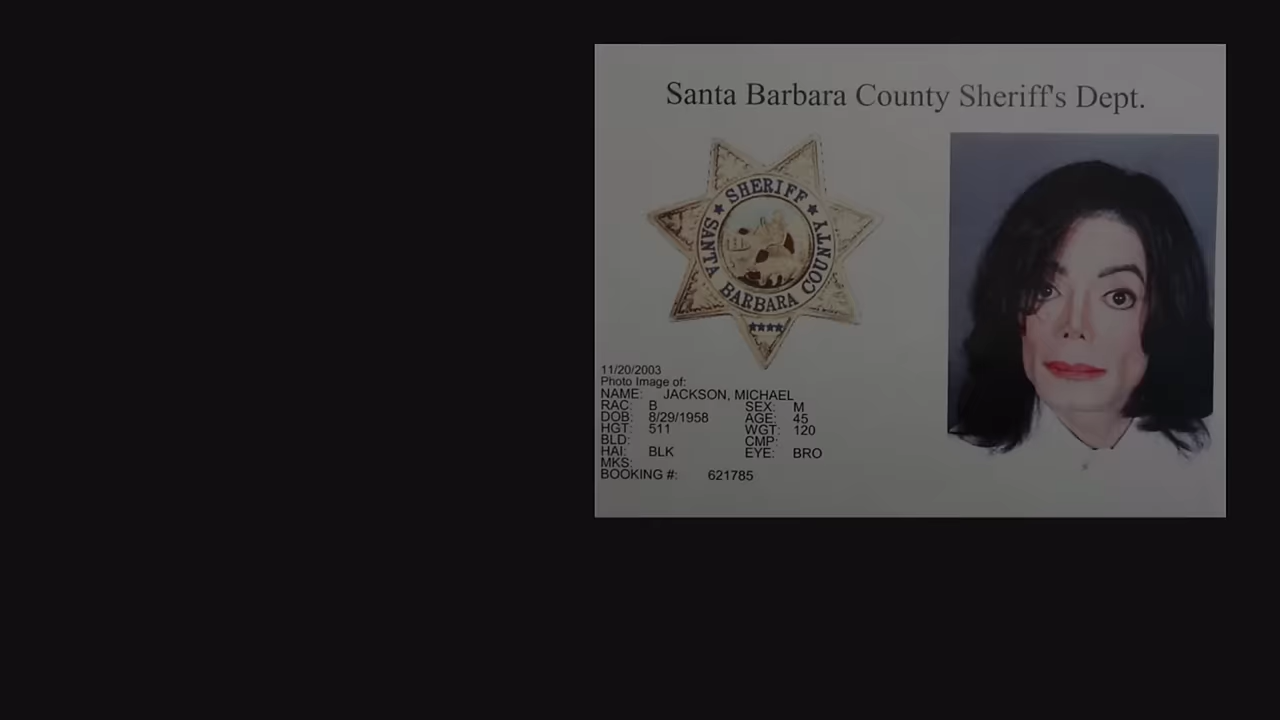 Santa Barbara County Sheriff's Dept.
SHERIFF
SANTA BARBARA COUNTY
11/20/2003
Photo Image of:
NAME: JACKSON, MICHAEL
RAC: B SEX: M
DOB: 8/29/1958 AGE: 45
HGT: 511 WGT: 120
BLD: CMP:
HAI: BLK EYE: BRO
MKS:
BOOKING #: 621785